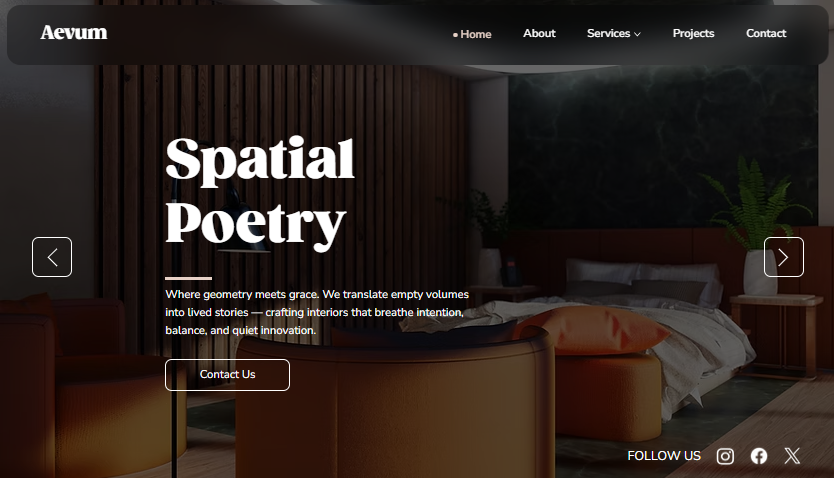 Aevum
Home
About
Services
Projects
Contact
Spatial
Poetry
Where geometry meets grace. We translate empty volumes
into lived stories — crafting interiors that breathe intention,
balance, and quiet innovation.
Contact Us
FOLLOW US